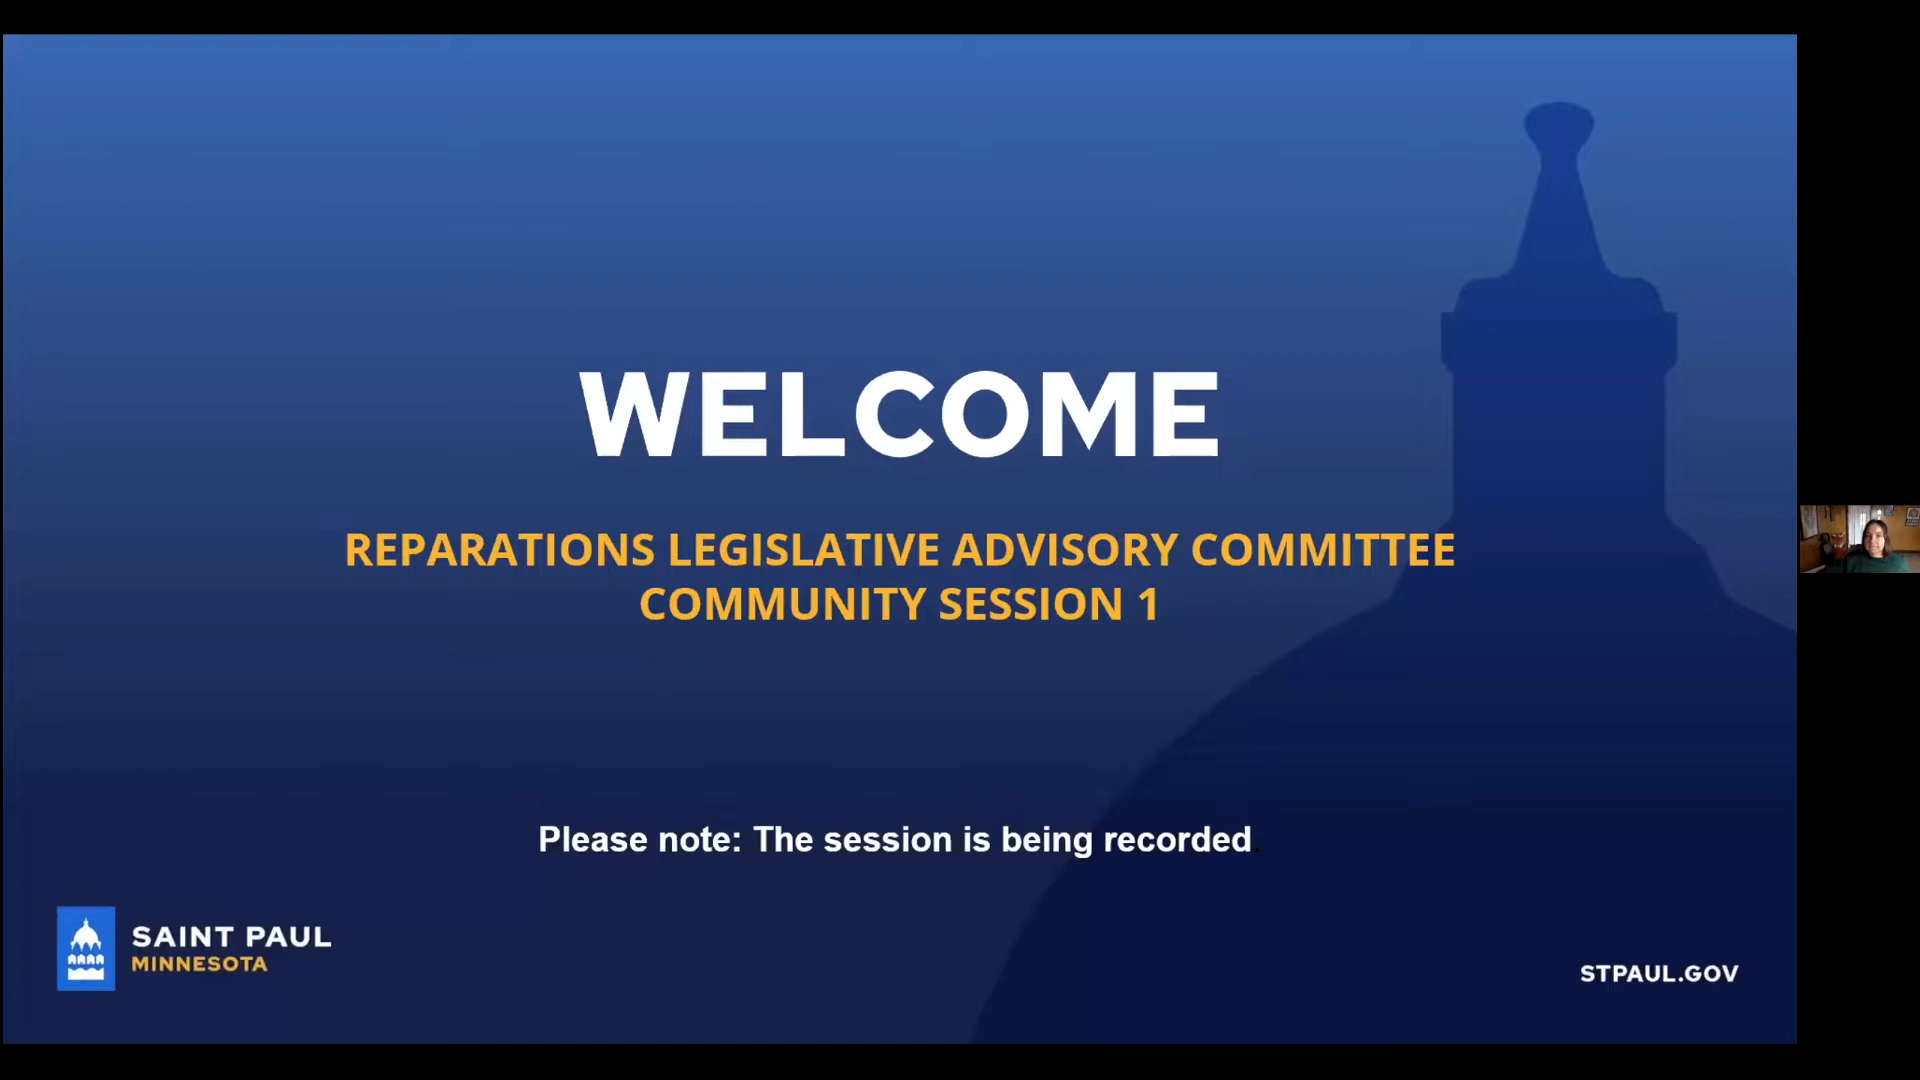 WELCOME
REPARATIONS LEGISLATIVE ADVISORY COMMITTEE
COMMUNITY SESSION 1
Please note: The session is being recorded
SAINT PAUL
MINNESOTA
STPAUL.GOV